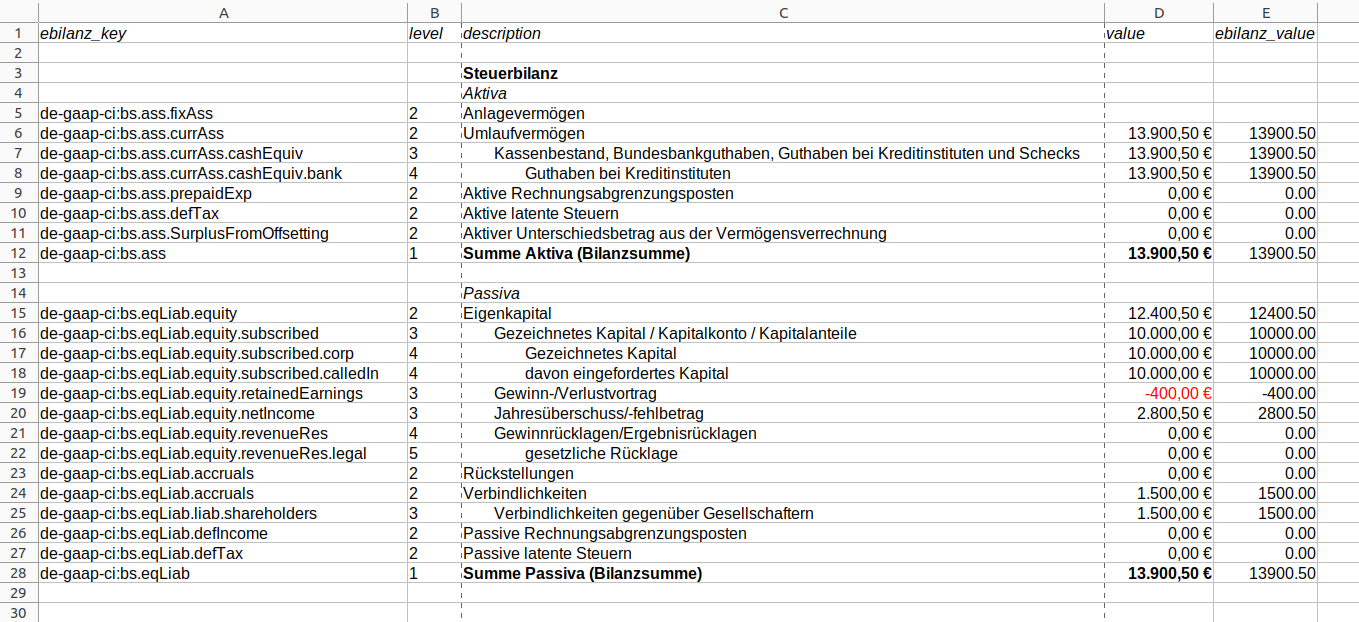 A B C D E
1 ebilanz_key level description value ebilanz_value
2
3 Steuerbilanz
4 Aktiva
5 de-gaap-ci:bs.ass.fixAss 2 Anlagevermögen
6 de-gaap-ci:bs.ass.currAss 2 Umlaufvermögen 13.900,50 € 13900.50
7 de-gaap-ci:bs.ass.currAss.cashEquiv 3 Kassenbestand, Bundesbankguthaben, Guthaben bei Kreditinstituten und Schecks 13.900,50 € 13900.50
8 de-gaap-ci:bs.ass.currAss.cashEquiv.bank 4 Guthaben bei Kreditinstituten 13.900,50 € 13900.50
9 de-gaap-ci:bs.ass.prepaidExp 2 Aktive Rechnungsabgrenzungsposten 0,00 € 0.00
10 de-gaap-ci:bs.ass.defTax 2 Aktive latente Steuern 0,00 € 0.00
11 de-gaap-ci:bs.ass.SurplusFromOffsetting 2 Aktiver Unterschiedsbetrag aus der Vermögensverrechnung 0,00 € 0.00
12 de-gaap-ci:bs.ass 1 Summe Aktiva (Bilanzsumme) 13.900,50 € 13900.50
13
14 Passiva
15 de-gaap-ci:bs.eqLiab.equity 2 Eigenkapital 12.400,50 € 12400.50
16 de-gaap-ci:bs.eqLiab.equity.subscribed 3 Gezeichnetes Kapital / Kapitalkonto / Kapitalanteile 10.000,00 € 10000.00
17 de-gaap-ci:bs.eqLiab.equity.subscribed.corp 4 Gezeichnetes Kapital 10.000,00 € 10000.00
18 de-gaap-ci:bs.eqLiab.equity.subscribed.calledIn 4 davon eingefordertes Kapital 10.000,00 € 10000.00
19 de-gaap-ci:bs.eqLiab.equity.retainedEarnings 3 Gewinn-/Verlustvortrag -400,00 € -400.00
20 de-gaap-ci:bs.eqLiab.equity.netIncome 3 Jahresüberschuss/-fehlbetrag 2.800,50 € 2800.50
21 de-gaap-ci:bs.eqLiab.equity.revenueRes 4 Gewinnrücklagen/Ergebnisrücklagen 0,00 € 0.00
22 de-gaap-ci:bs.eqLiab.equity.revenueRes.legal 5 gesetzliche Rücklage 0,00 € 0.00
23 de-gaap-ci:bs.eqLiab.accruals 2 Rückstellungen 0,00 € 0.00
24 de-gaap-ci:bs.eqLiab.accruals 2 Verbindlichkeiten 1.500,00 € 1500.00
25 de-gaap-ci:bs.eqLiab.liab.shareholders 3 Verbindlichkeiten gegenüber Gesellschaftern 1.500,00 € 1500.00
26 de-gaap-ci:bs.eqLiab.defIncome 2 Passive Rechnungsabgrenzungsposten 0,00 € 0.00
27 de-gaap-ci:bs.eqLiab.defTax 2 Passive latente Steuern 0,00 € 0.00
28 de-gaap-ci:bs.eqLiab 1 Summe Passiva (Bilanzsumme) 13.900,50 € 13900.50
29
30